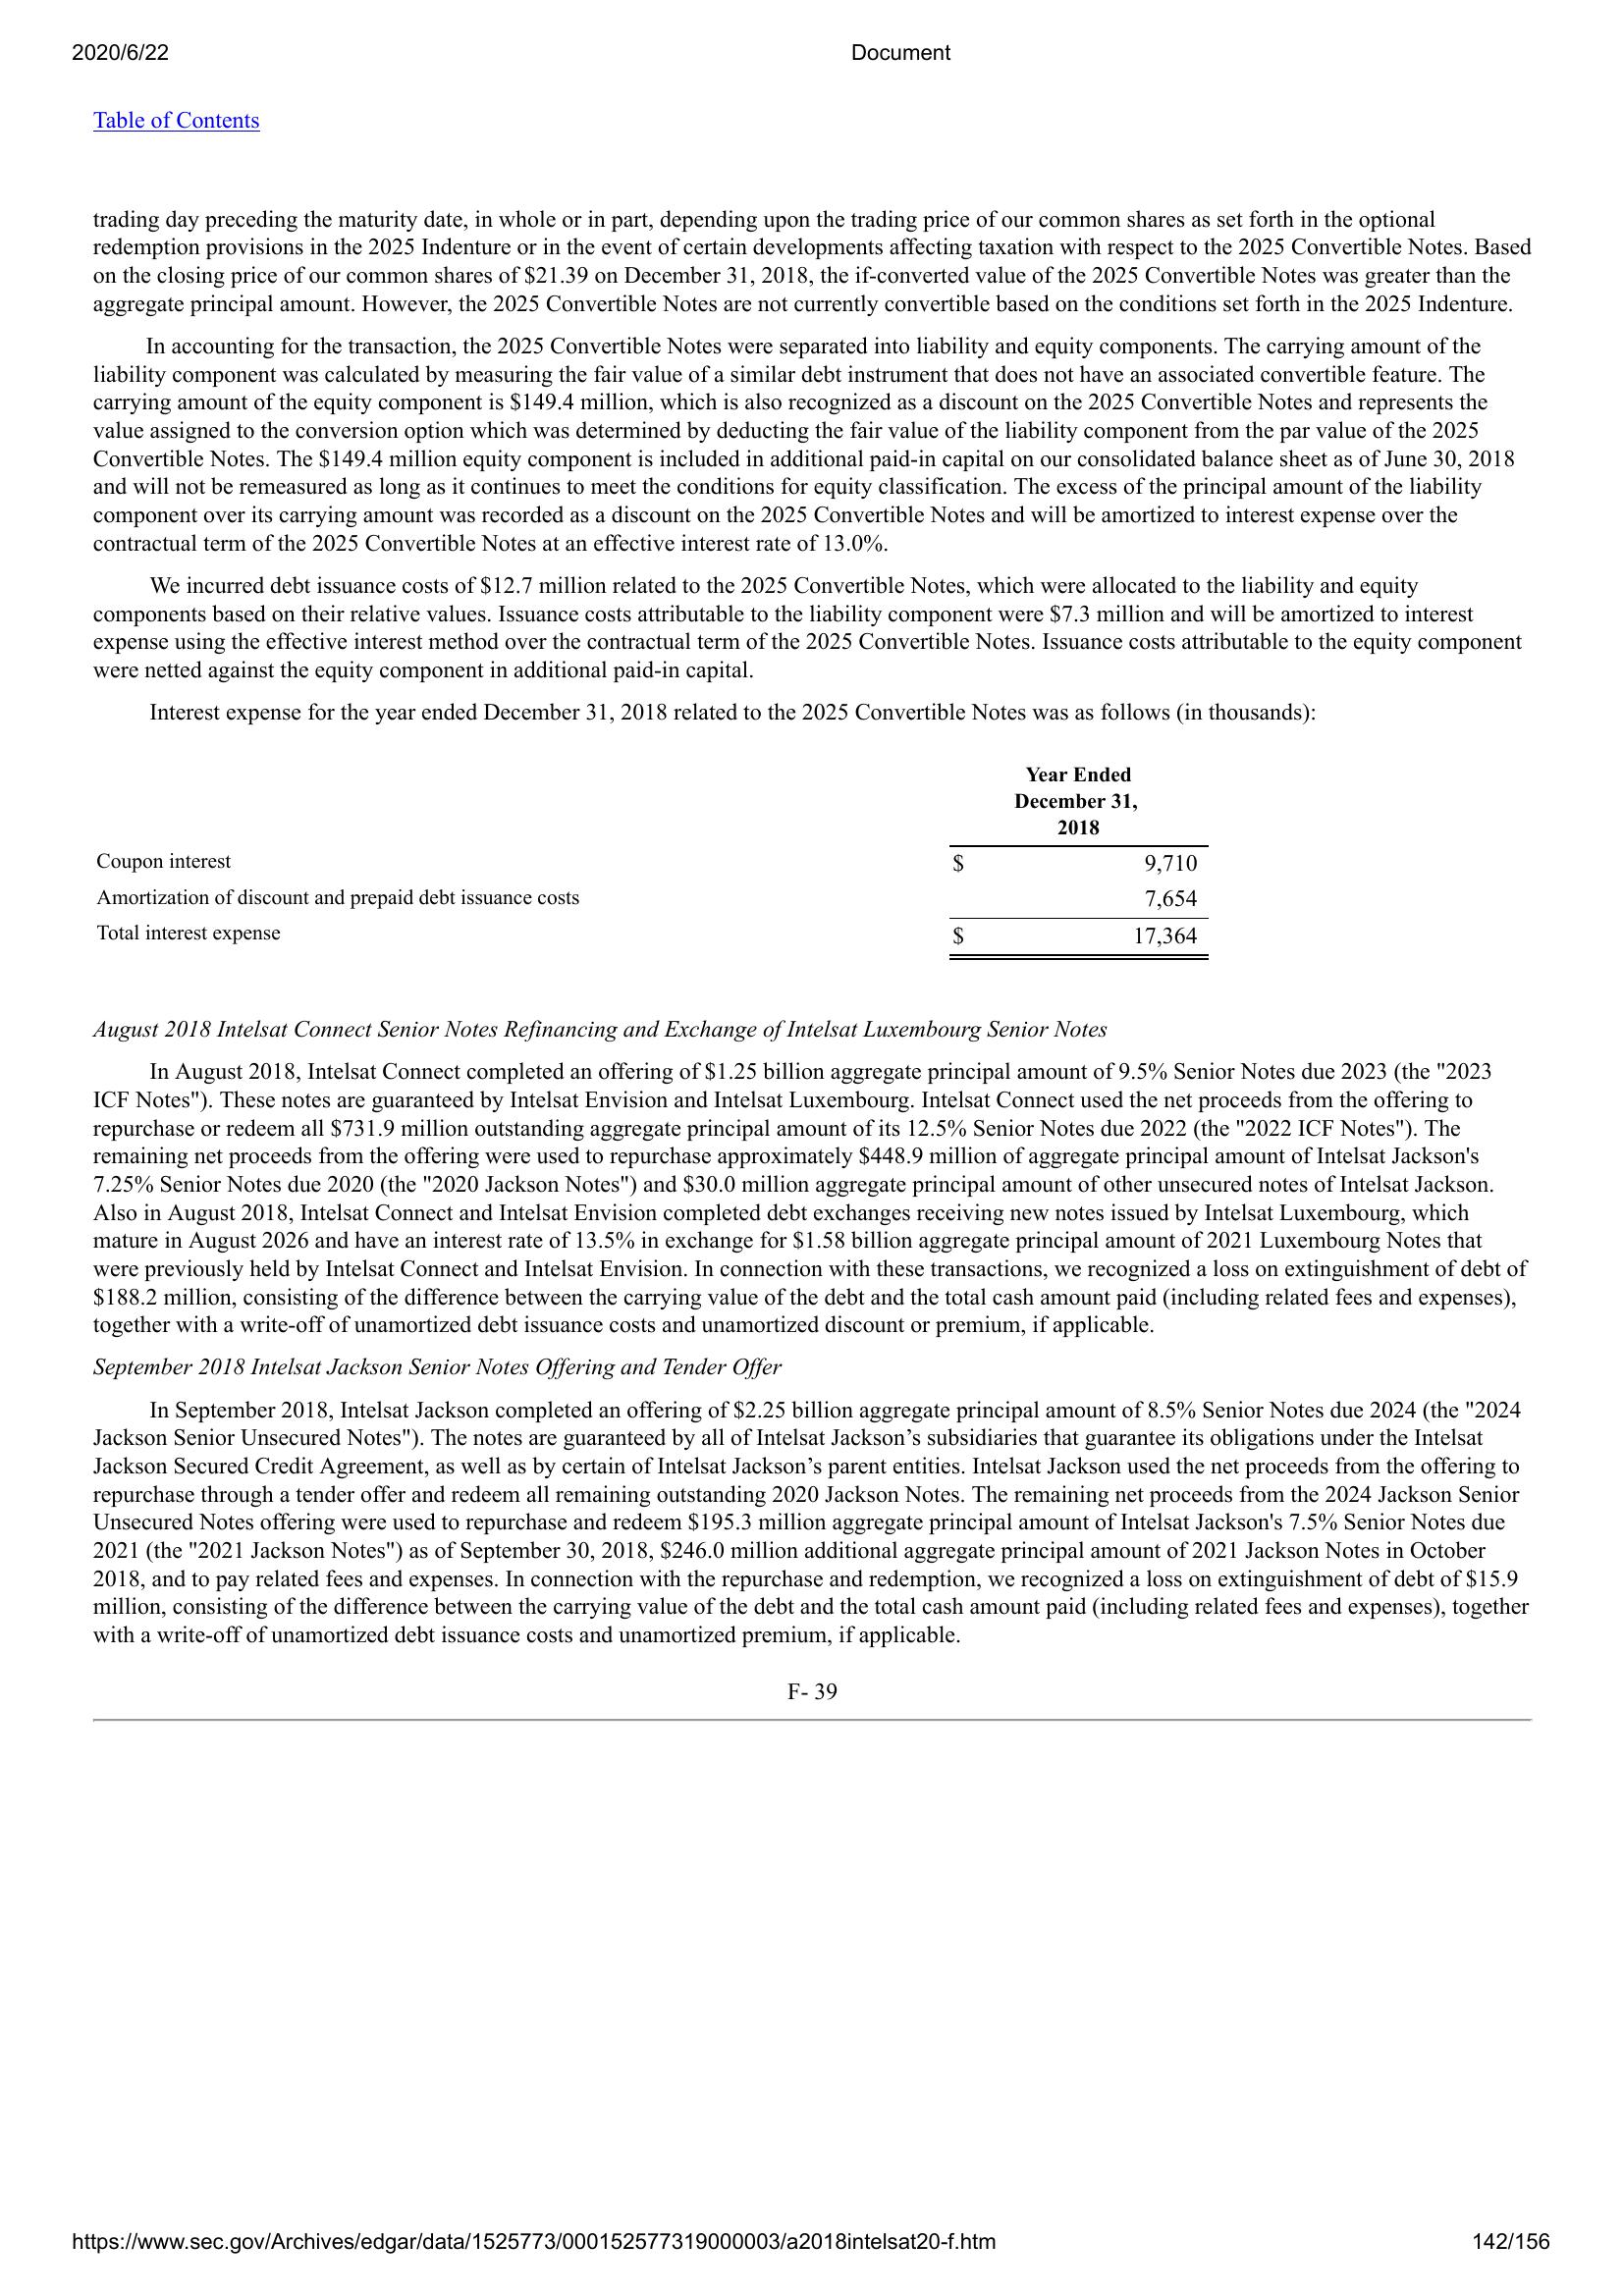 2020/6/22 Document
Table of Contents
trading day preceding the maturity date, in whole or in part, depending upon the trading price of our common shares as set forth in the optional
redemption provisions in the 2025 Indenture or in the event of certain developments affecting taxation with respect to the 2025 Convertible Notes. Based
on the closing price of our common shares of $21.39 on December 31, 2018, the if-converted value of the 2025 Convertible Notes was greater than the
aggregate principal amount. However, the 2025 Convertible Notes are not currently convertible based on the conditions set forth in the 2025 Indenture.
In accounting for the transaction, the 2025 Convertible Notes were separated into liability and equity components. The carrying amount of the
liability component was calculated by measuring the fair value of a similar debt instrument that does not have an associated convertible feature. The
carrying amount of the equity component is $149.4 million, which is also recognized as a discount on the 2025 Convertible Notes and represents the
value assigned to the conversion option which was determined by deducting the fair value of the liability component from the par value of the 2025
Convertible Notes. The $149.4 million equity component is included in additional paid-in capital on our consolidated balance sheet as of June 30, 2018
and will not be remeasured as long as it continues to meet the conditions for equity classification. The excess of the principal amount of the liability
component over its carrying amount was recorded as a discount on the 2025 Convertible Notes and will be amortized to interest expense over the
contractual term of the 2025 Convertible Notes at an effective interest rate of 13.0%.
We incurred debt issuance costs of $12.7 million related to the 2025 Convertible Notes, which were allocated to the liability and equity
components based on their relative values. Issuance costs attributable to the liability component were $7.3 million and will be amortized to interest
expense using the effective interest method over the contractual term of the 2025 Convertible Notes. Issuance costs attributable to the equity component
were netted against the equity component in additional paid-in capital.
Interest expense for the year ended December 31, 2018 related to the 2025 Convertible Notes was as follows (in thousands):
Year Ended
December 31,
2018
Coupon interest $ 9,710
Amortization of discount and prepaid debt issuance costs 7,654
Total interest expense $ 17,364
August 2018 Intelsat Connect Senior Notes Refinancing and Exchange of Intelsat Luxembourg Senior Notes
In August 2018, Intelsat Connect completed an offering of $1.25 billion aggregate principal amount of 9.5% Senior Notes due 2023 (the "2023
ICF Notes"). These notes are guaranteed by Intelsat Envision and Intelsat Luxembourg. Intelsat Connect used the net proceeds from the offering to
repurchase or redeem all $731.9 million outstanding aggregate principal amount of its 12.5% Senior Notes due 2022 (the "2022 ICF Notes"). The
remaining net proceeds from the offering were used to repurchase approximately $448.9 million of aggregate principal amount of Intelsat Jackson's
7.25% Senior Notes due 2020 (the "2020 Jackson Notes") and $30.0 million aggregate principal amount of other unsecured notes of Intelsat Jackson.
Also in August 2018, Intelsat Connect and Intelsat Envision completed debt exchanges receiving new notes issued by Intelsat Luxembourg, which
mature in August 2026 and have an interest rate of 13.5% in exchange for $1.58 billion aggregate principal amount of 2021 Luxembourg Notes that
were previously held by Intelsat Connect and Intelsat Envision. In connection with these transactions, we recognized a loss on extinguishment of debt of
$188.2 million, consisting of the difference between the carrying value of the debt and the total cash amount paid (including related fees and expenses),
together with a write-off of unamortized debt issuance costs and unamortized discount or premium, if applicable.
September 2018 Intelsat Jackson Senior Notes Offering and Tender Offer
In September 2018, Intelsat Jackson completed an offering of $2.25 billion aggregate principal amount of 8.5% Senior Notes due 2024 (the "2024
Jackson Senior Unsecured Notes"). The notes are guaranteed by all of Intelsat Jackson’s subsidiaries that guarantee its obligations under the Intelsat
Jackson Secured Credit Agreement, as well as by certain of Intelsat Jackson’s parent entities. Intelsat Jackson used the net proceeds from the offering to
repurchase through a tender offer and redeem all remaining outstanding 2020 Jackson Notes. The remaining net proceeds from the 2024 Jackson Senior
Unsecured Notes offering were used to repurchase and redeem $195.3 million aggregate principal amount of Intelsat Jackson's 7.5% Senior Notes due
2021 (the "2021 Jackson Notes") as of September 30, 2018, $246.0 million additional aggregate principal amount of 2021 Jackson Notes in October
2018, and to pay related fees and expenses. In connection with the repurchase and redemption, we recognized a loss on extinguishment of debt of $15.9
million, consisting of the difference between the carrying value of the debt and the total cash amount paid (including related fees and expenses), together
with a write-off of unamortized debt issuance costs and unamortized premium, if applicable.
F- 39
https://www.sec.gov/Archives/edgar/data/1525773/000152577319000003/a2018intelsat20-f.htm 142/156